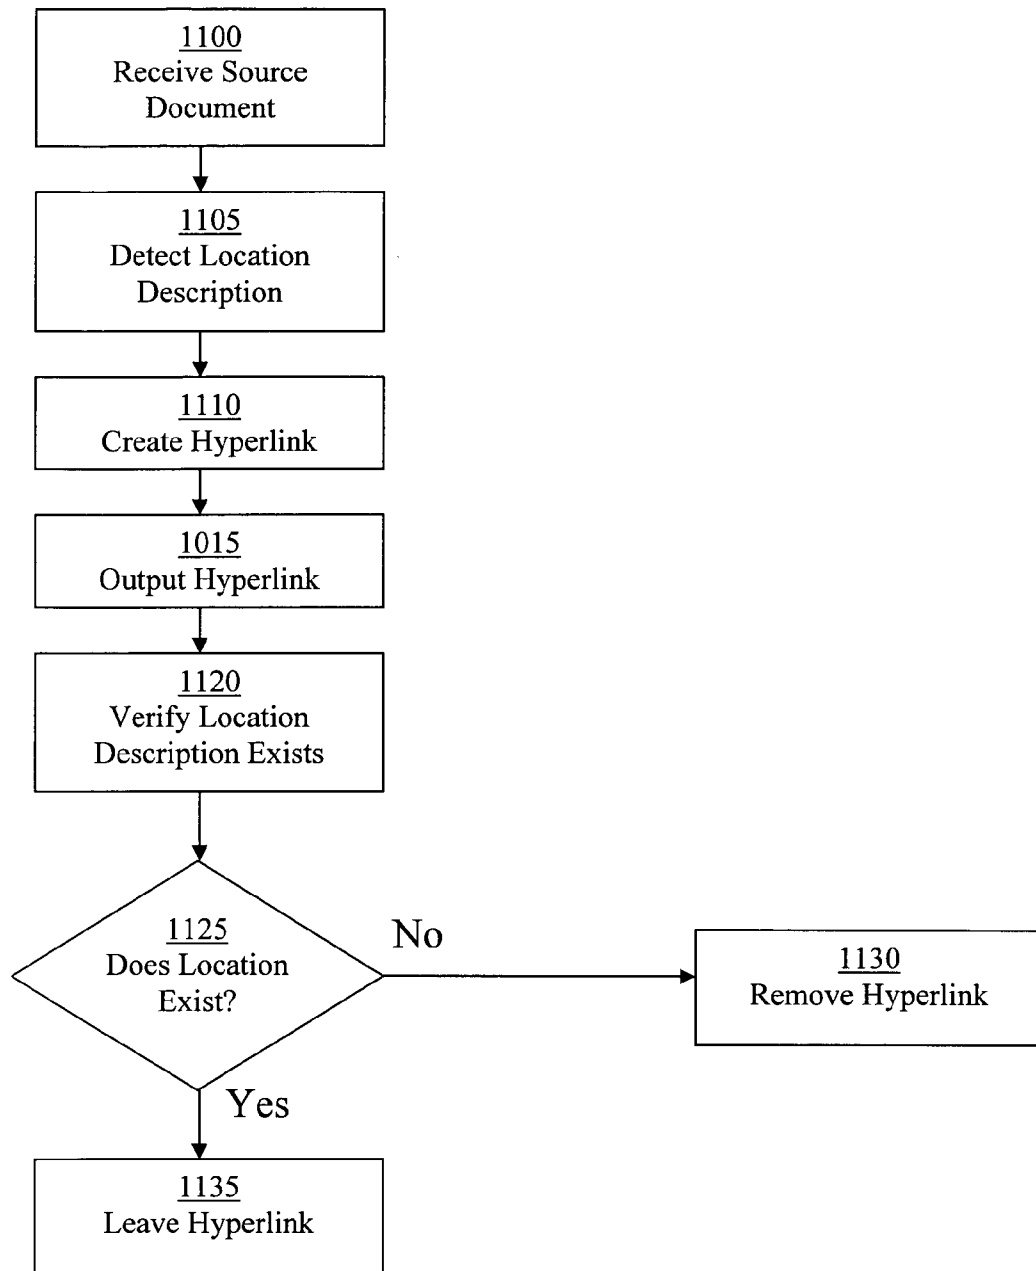 1100
Receive Source
Document
1105
Detect Location
Description
1110
Create Hyperlink
1015
Output Hyperlink
1120
Verify Location
Description Exists
1125
Does Location
Exist?
No
1130
Remove Hyperlink
Yes
1135
Leave Hyperlink